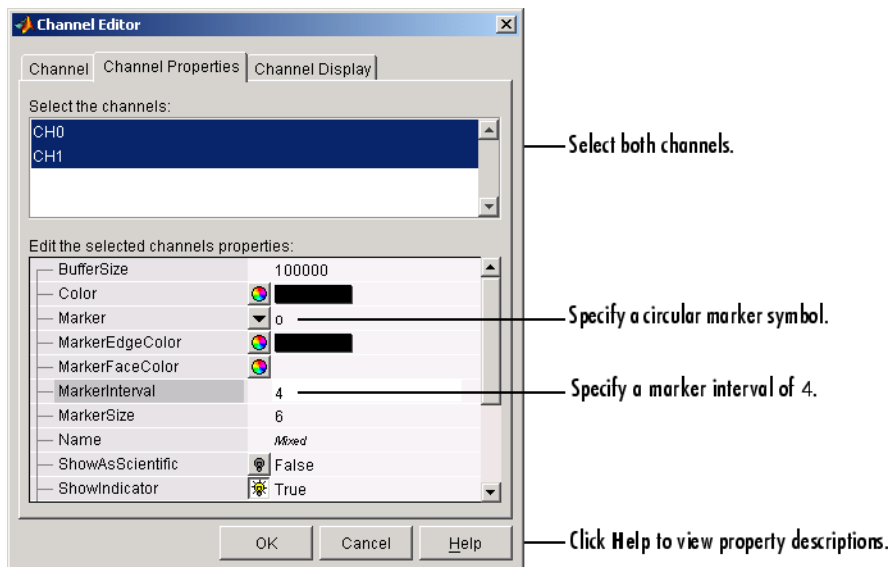 Channel Editor
Channel Channel Properties Channel Display
Select the channels:
CH0
CH1
Select both channels.
Edit the selected channels properties:
BufferSize 100000
Color
Marker o
Specify a circular marker symbol.
MarkerEdgeColor
MarkerFaceColor
MarkerInterval 4
Specify a marker interval of 4.
MarkerSize 6
Name Mixed
ShowAsScientific False
ShowIndicator True
OK Cancel Help
Click Help to view property descriptions.